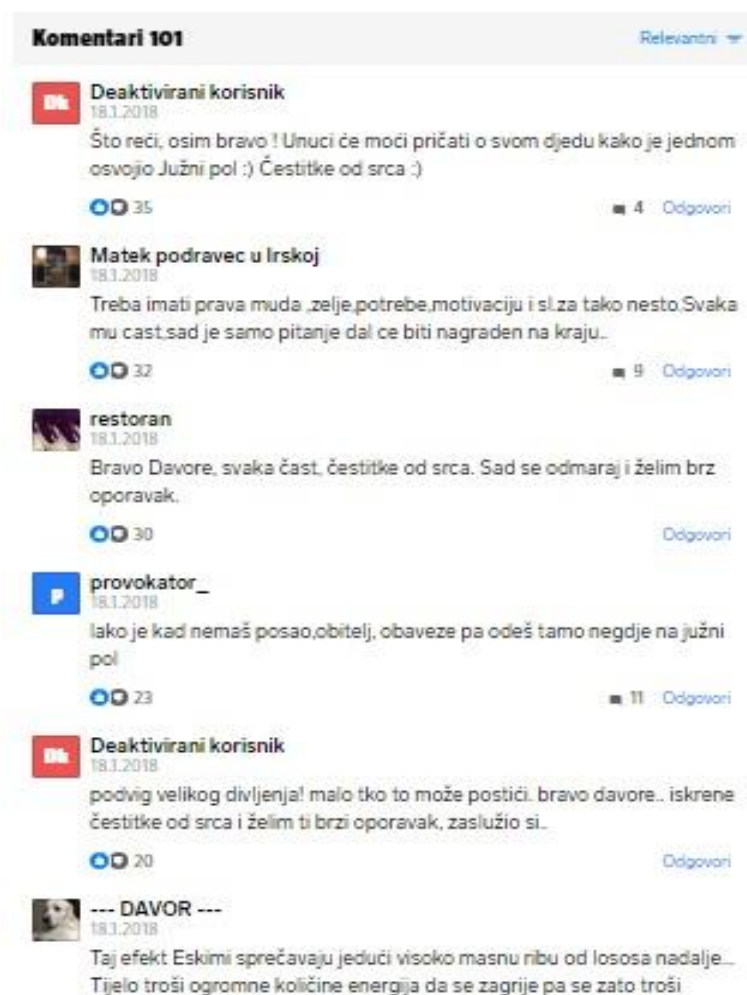 Komentari 101
Relevantni
Dk
Deaktivirani korisnik
18.1.2018
Što reći, osim bravo ! Unuci će moći pričati o svom djedu kako je jednom
osvojio Južni pol :) Čestitke od srca :)
35
4 Odgovori
Matek podravec u Irskoj
18.1.2018
Treba imati prava muda ,zelje,potrebe,motivaciju i sl.za tako nesto.Svaka
mu cast,sad je samo pitanje dal ce biti nagraden na kraju..
32
9 Odgovori
restoran
18.1.2018
Bravo Davore, svaka čast, čestitke od srca. Sad se odmaraj i želim brz
oporavak.
30
Odgovori
P
provokator_
18.1.2018
lako je kad nemaš posao,obitelj, obaveze pa odeš tamo negdje na južni
pol
23
11 Odgovori
Dk
Deaktivirani korisnik
18.1.2018
podvig velikog divljenja! malo tko to može postići. bravo davore.. iskrene
čestitke od srca i želim ti brzi oporavak, zaslužio si..
20
Odgovori
--- DAVOR ---
18.1.2018
Taj efekt Eskimi sprečavaju jedući visoko masnu ribu od lososa nadalje...
Tijelo troši ogromne količine energija da se zagrije pa se zato troši